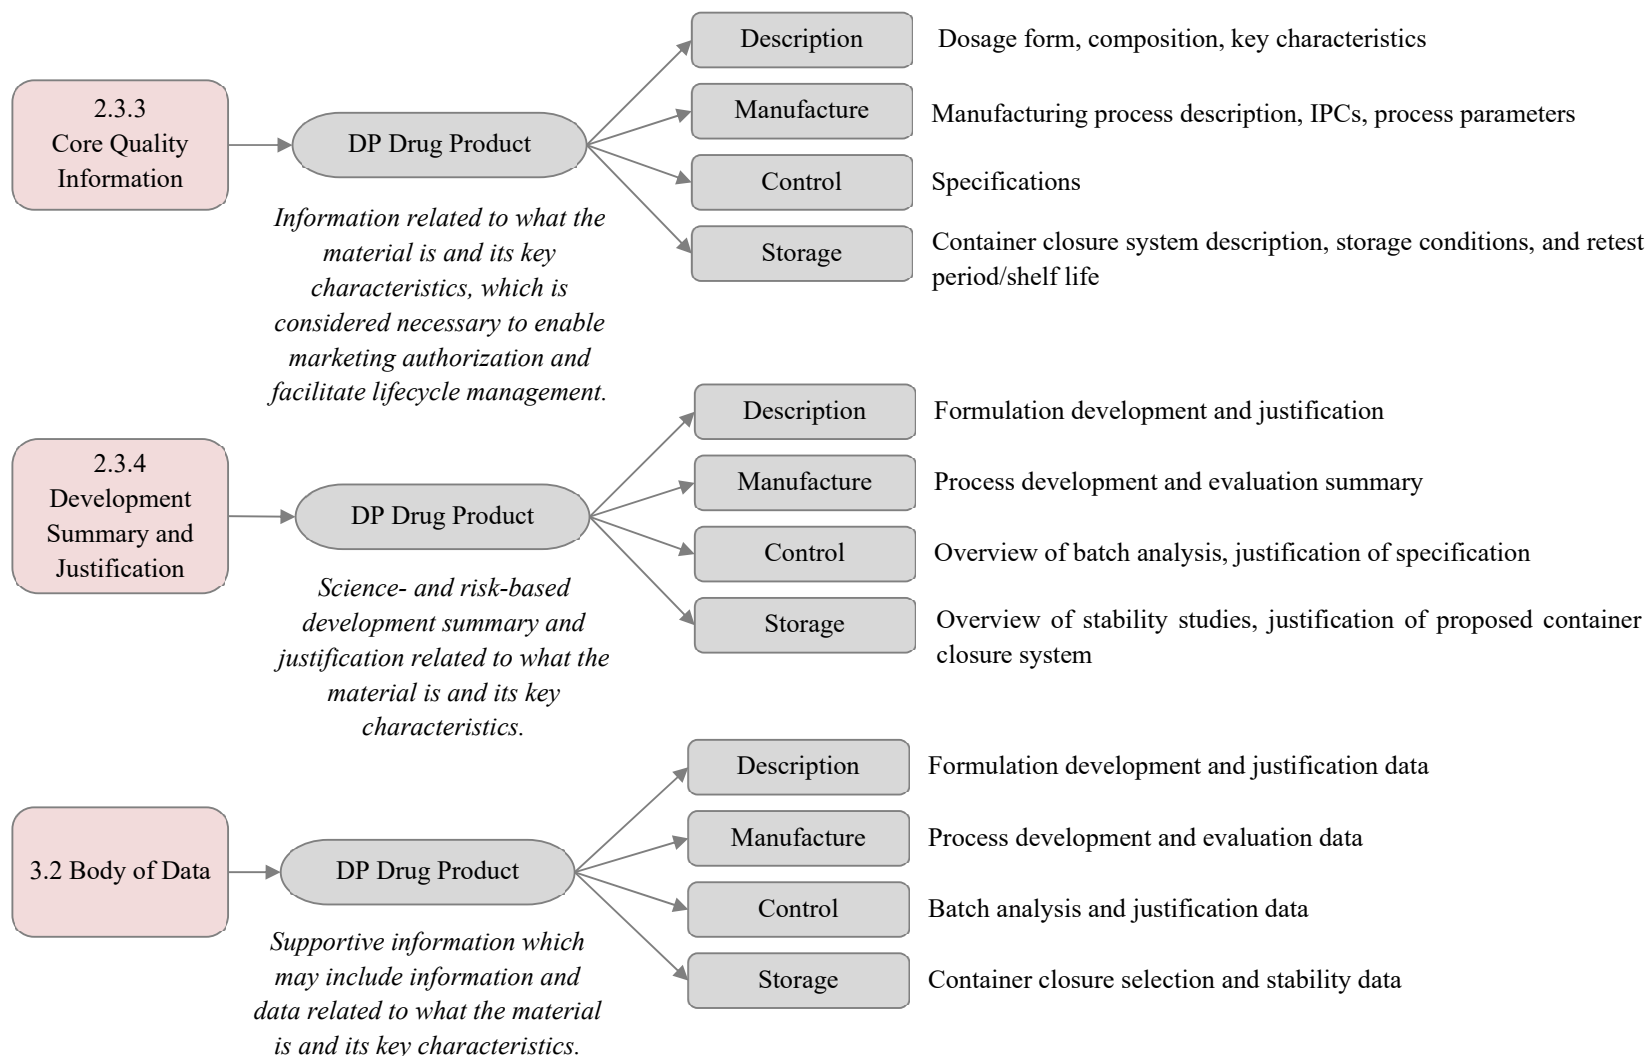 2.3.3
Core Quality
Information
DP Drug Product
Information related to what the
material is and its key
characteristics, which is
considered necessary to enable
marketing authorization and
facilitate lifecycle management.
Description
Dosage form, composition, key characteristics
Manufacture
Manufacturing process description, IPCs, process parameters
Control
Specifications
Storage
Container closure system description, storage conditions, and retest
period/shelf life
2.3.4
Development
Summary and
Justification
DP Drug Product
Science- and risk-based
development summary and
justification related to what the
material is and its key
characteristics.
Description
Formulation development and justification
Manufacture
Process development and evaluation summary
Control
Overview of batch analysis, justification of specification
Storage
Overview of stability studies, justification of proposed container
closure system
3.2 Body of Data
DP Drug Product
Supportive information which
may include information and
data related to what the material
is and its key characteristics.
Description
Formulation development and justification data
Manufacture
Process development and evaluation data
Control
Batch analysis and justification data
Storage
Container closure selection and stability data